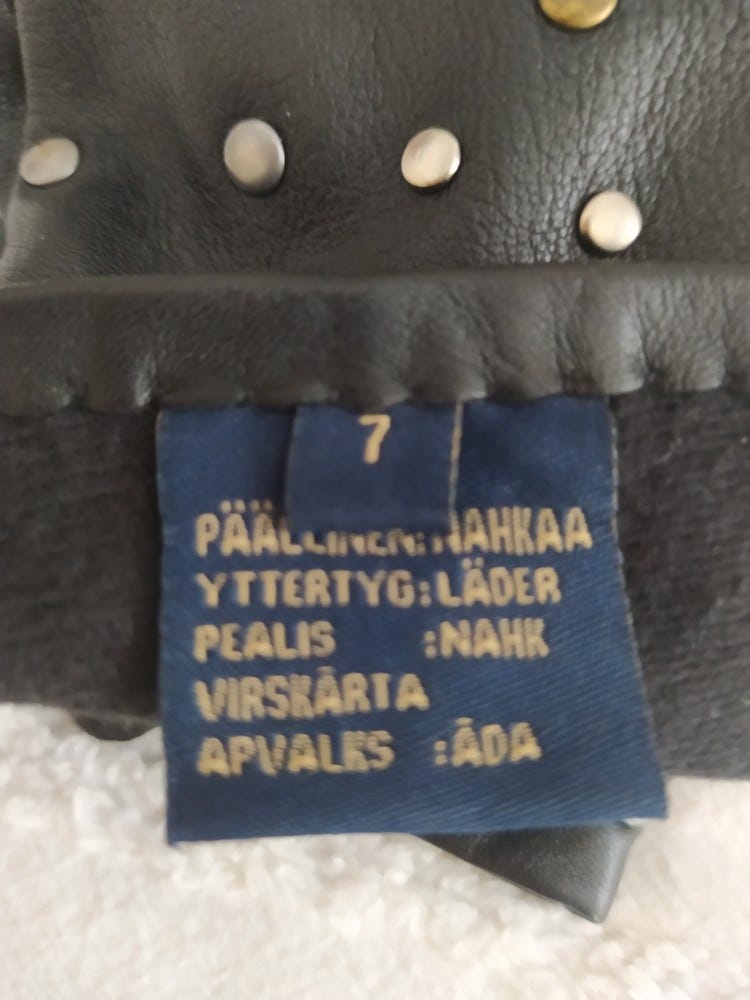 7
PÄÄLLINEN:NAHKAA
YTTERTYG:LÄDER
PEALIS :NAHK
VIRSKĀRTA
APVALKS :ĀDA